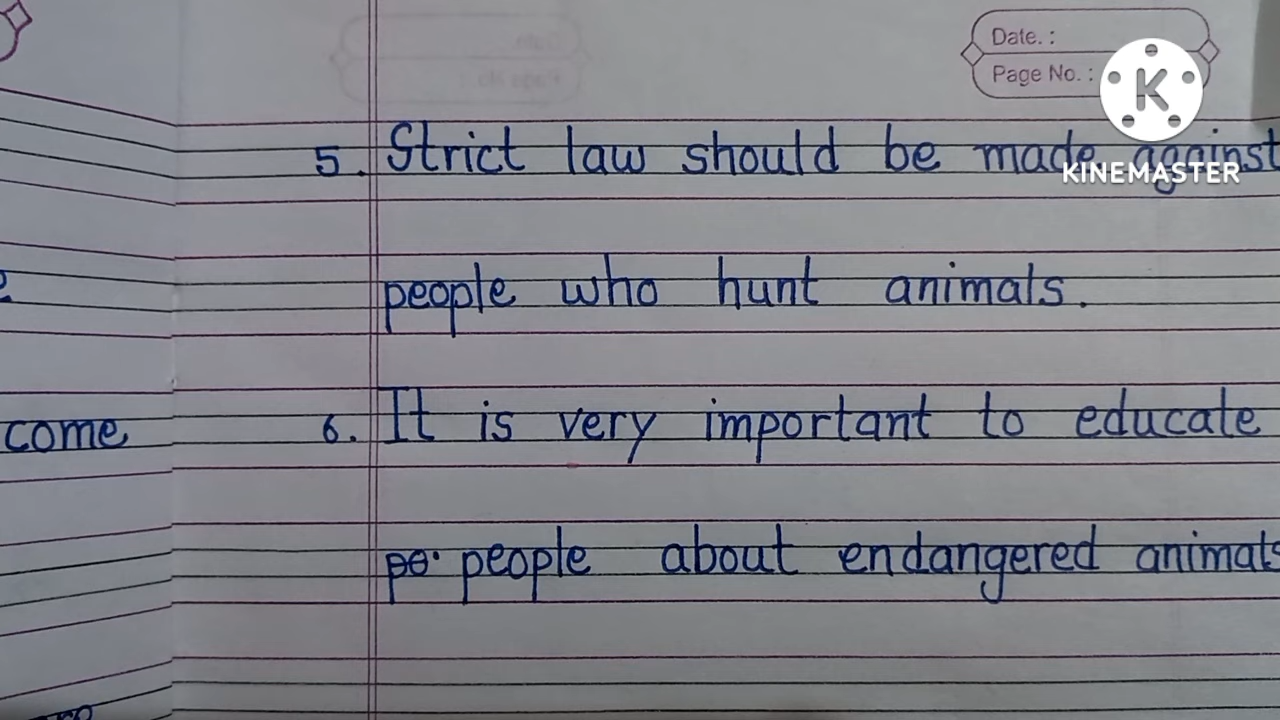 Date. :
Page No. :
K
KINEMASTER
5. Strict law should be made against
people who hunt animals.
come
6. It is very important to educate
po. people about endangered animals